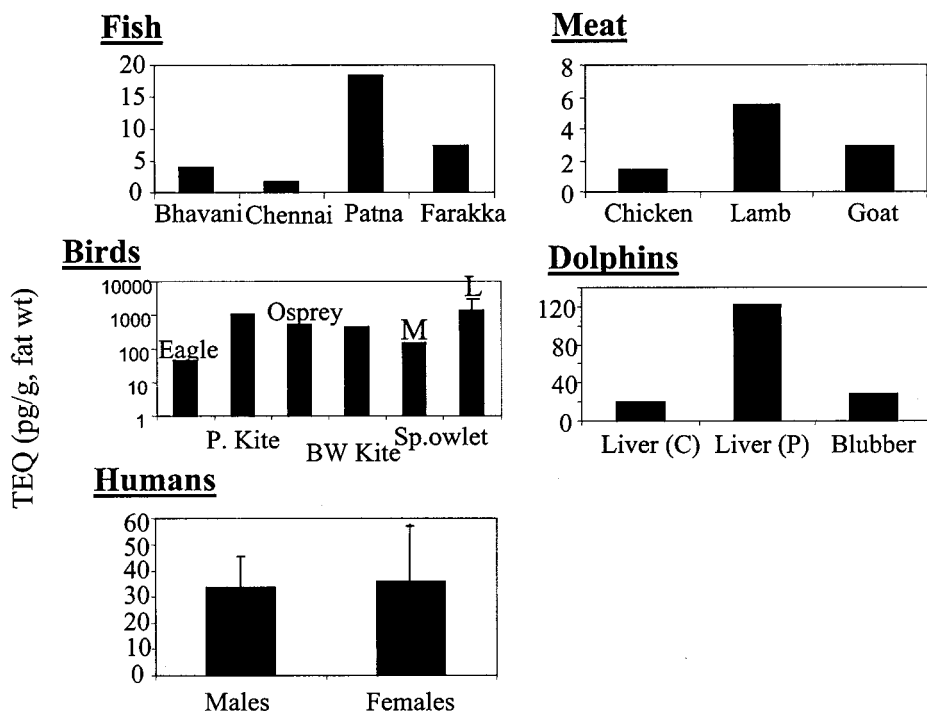 Fish
20
15
10
5
0
Bhavani Chennai Patna Farakka
Meat
8
6
4
2
0
Chicken Lamb Goat
Birds
10000
1000
100
10
1
Eagle
Osprey
M
L
P. Kite
BW Kite
Sp.owlet
Dolphins
120
80
40
0
Liver (C) Liver (P) Blubber
TEQ (pg/g, fat wt)
Humans
60
50
40
30
20
10
0
Males Females